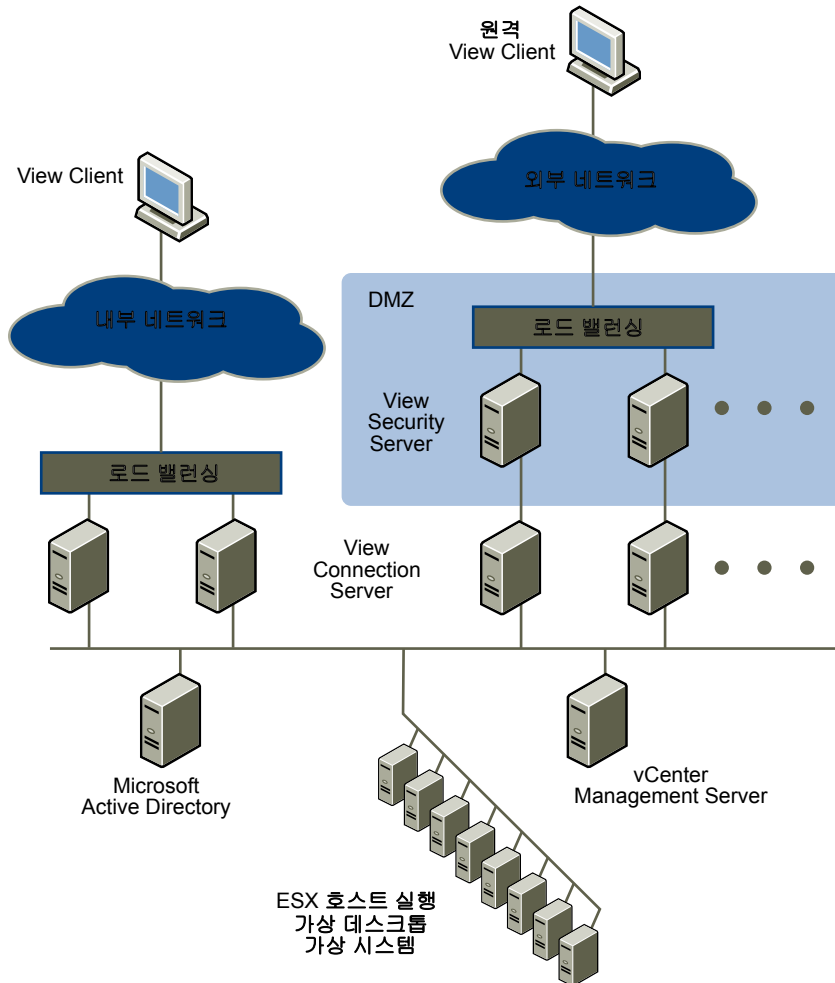 원격
View Client
View Client
외부 네트워크
내부 네트워크
DMZ
로드 밸런싱
View
Security
Server
로드 밸런싱
View
Connection
Server
Microsoft
Active Directory
vCenter
Management Server
ESX 호스트 실행
가상 데스크톱
가상 시스템